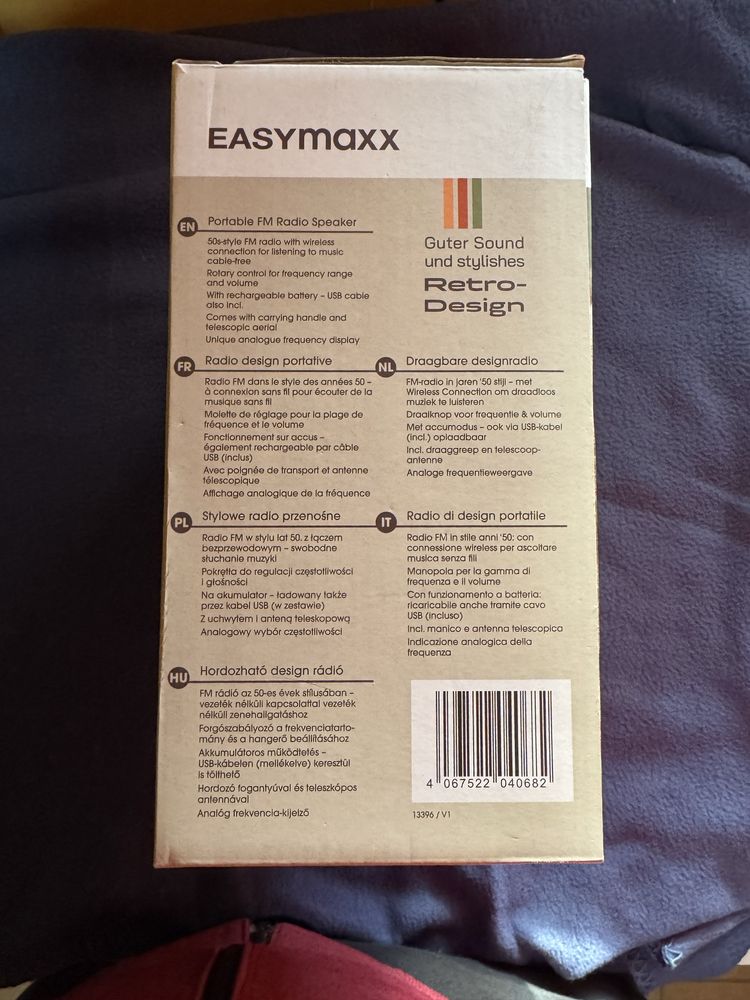 EASYmaxx
Guter Sound
und stylishes
Retro-
Design
EN Portable FM Radio Speaker
50s-style FM radio with wireless
connection for listening to music
cable-free
Rotary control for frequency range
and volume
With rechargeable battery – USB cable
also incl.
Comes with carrying handle and
telescopic aerial
Unique analogue frequency display
FR Radio design portative
Radio FM dans le style des années 50 –
à connexion sans fil pour écouter de la
musique sans fil
Molette de réglage pour la plage de
fréquence et le volume
Fonctionnement sur accus –
également rechargeable par câble
USB (inclus)
Avec poignée de transport et antenne
télescopique
Affichage analogique de la fréquence
NL Draagbare designradio
FM-radio in jaren '50 stijl – met
Wireless Connection om draadloos
muziek te luisteren
Draaiknop voor frequentie & volume
Met accumodus – ook via USB-kabel
(incl.) oplaadbaar
Incl. draaggreep en telescoop-
antenne
Analoge frequentieweergave
PL Stylowe radio przenośne
Radio FM w stylu lat 50. z łączem
bezprzewodowym – swobodne
słuchanie muzyki
Pokrętła do regulacji częstotliwości
i głośności
Na akumulator – ładowany także
przez kabel USB (w zestawie)
Z uchwytem i anteną teleskopową
Analogowy wybór częstotliwości
IT Radio di design portatile
Radio FM in stile anni '50; con
connessione wireless per ascoltare
musica senza fili
Manopola per la gamma di
frequenza e il volume
Con funzionamento a batteria:
ricaricabile anche tramite cavo
USB (incluso)
Incl. manico e antenna telescopica
Indicazione analogica della
frequenza
HU Hordozható design rádió
FM rádió az 50-es évek stílusában –
vezeték nélküli kapcsolattal vezeték
nélküli zenehallgatáshoz
Forgószabályozó a frekvenciatarto-
mány és a hangerő beállításához
Akkumulátoros működtetés –
USB-kábelen (mellékelve) keresztül
is tölthető
Hordozó fogantyúval és teleszkópos
antennával
Analóg frekvencia-kijelző
4 067522 040682
13396 / V1